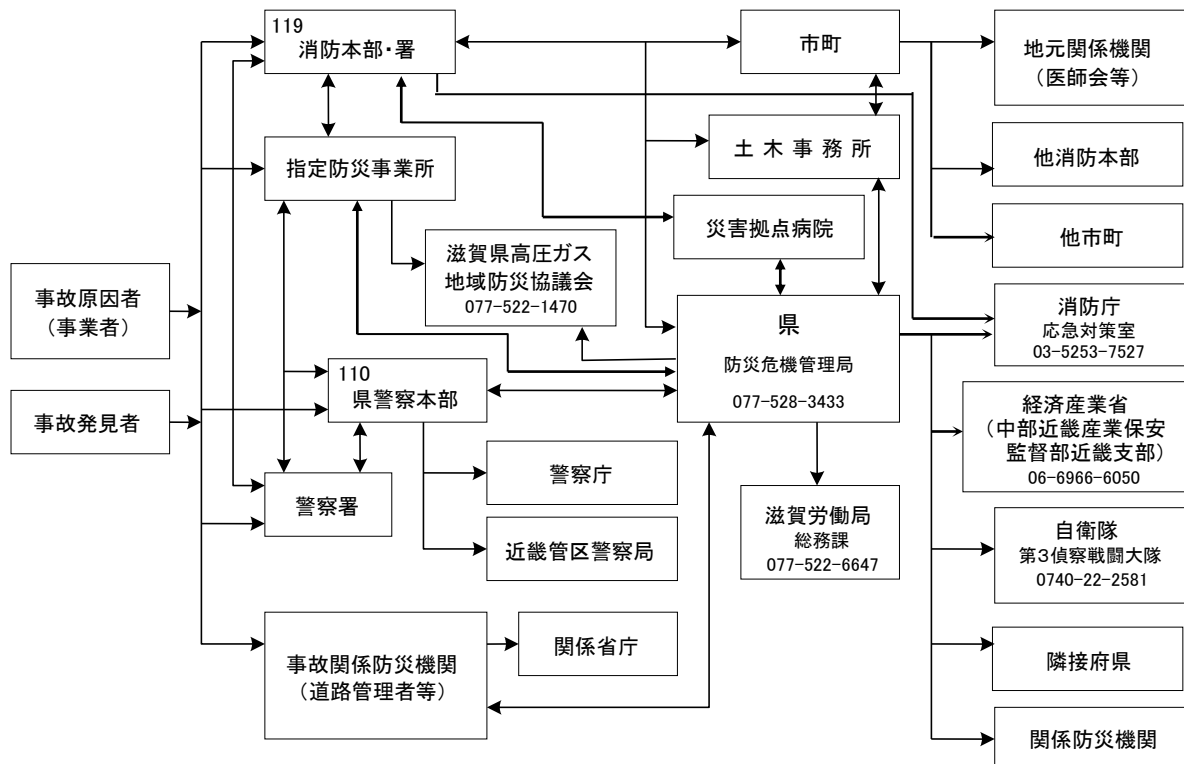 119
消防本部・署
市町
地元関係機関
（医師会等）
指定防災事業所
土木事務所
他消防本部
災害拠点病院
他市町
滋賀県高圧ガス
地域防災協議会
077-522-1470
事故原因者
（事業者）
県
防災危機管理局
077-528-3433
消防庁
応急対策室
03-5253-7527
110
県警察本部
事故発見者
経済産業省
（中部近畿産業保安
監督部近畿支部）
06-6966-6050
警察署
警察庁
近畿管区警察局
滋賀労働局
総務課
077-522-6647
自衛隊
第3偵察戦闘大隊
0740-22-2581
事故関係防災機関
（道路管理者等）
関係省庁
隣接府県
関係防災機関